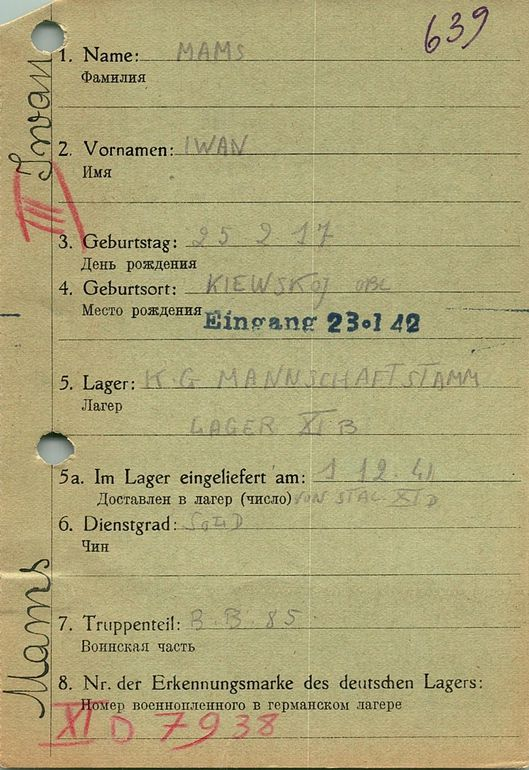 639
1. Name: MAMS
Фамилия
2. Vornamen: IWAN
Имя
3. Geburtstag: 25 2 17
День рождения
4. Geburtsort: KIEWSKOJ OBL
Место рождения
Eingang 23.1 42
5. Lager: K.G MANNSCHAFTSTAMM
Лагер
LAGER XI B
5a. Im Lager eingeliefert am: 1 12. 41
Доставлен в лагер (число) VON STAL. XI D
6. Dienstgrad: SOLD
Чин
7. Truppenteil: B.B. 85
Воинская часть
8. Nr. der Erkennungsmarke des deutschen Lagers:
Номер военнопленного в германском лагере
XI D 7938
Mams Iwan
III